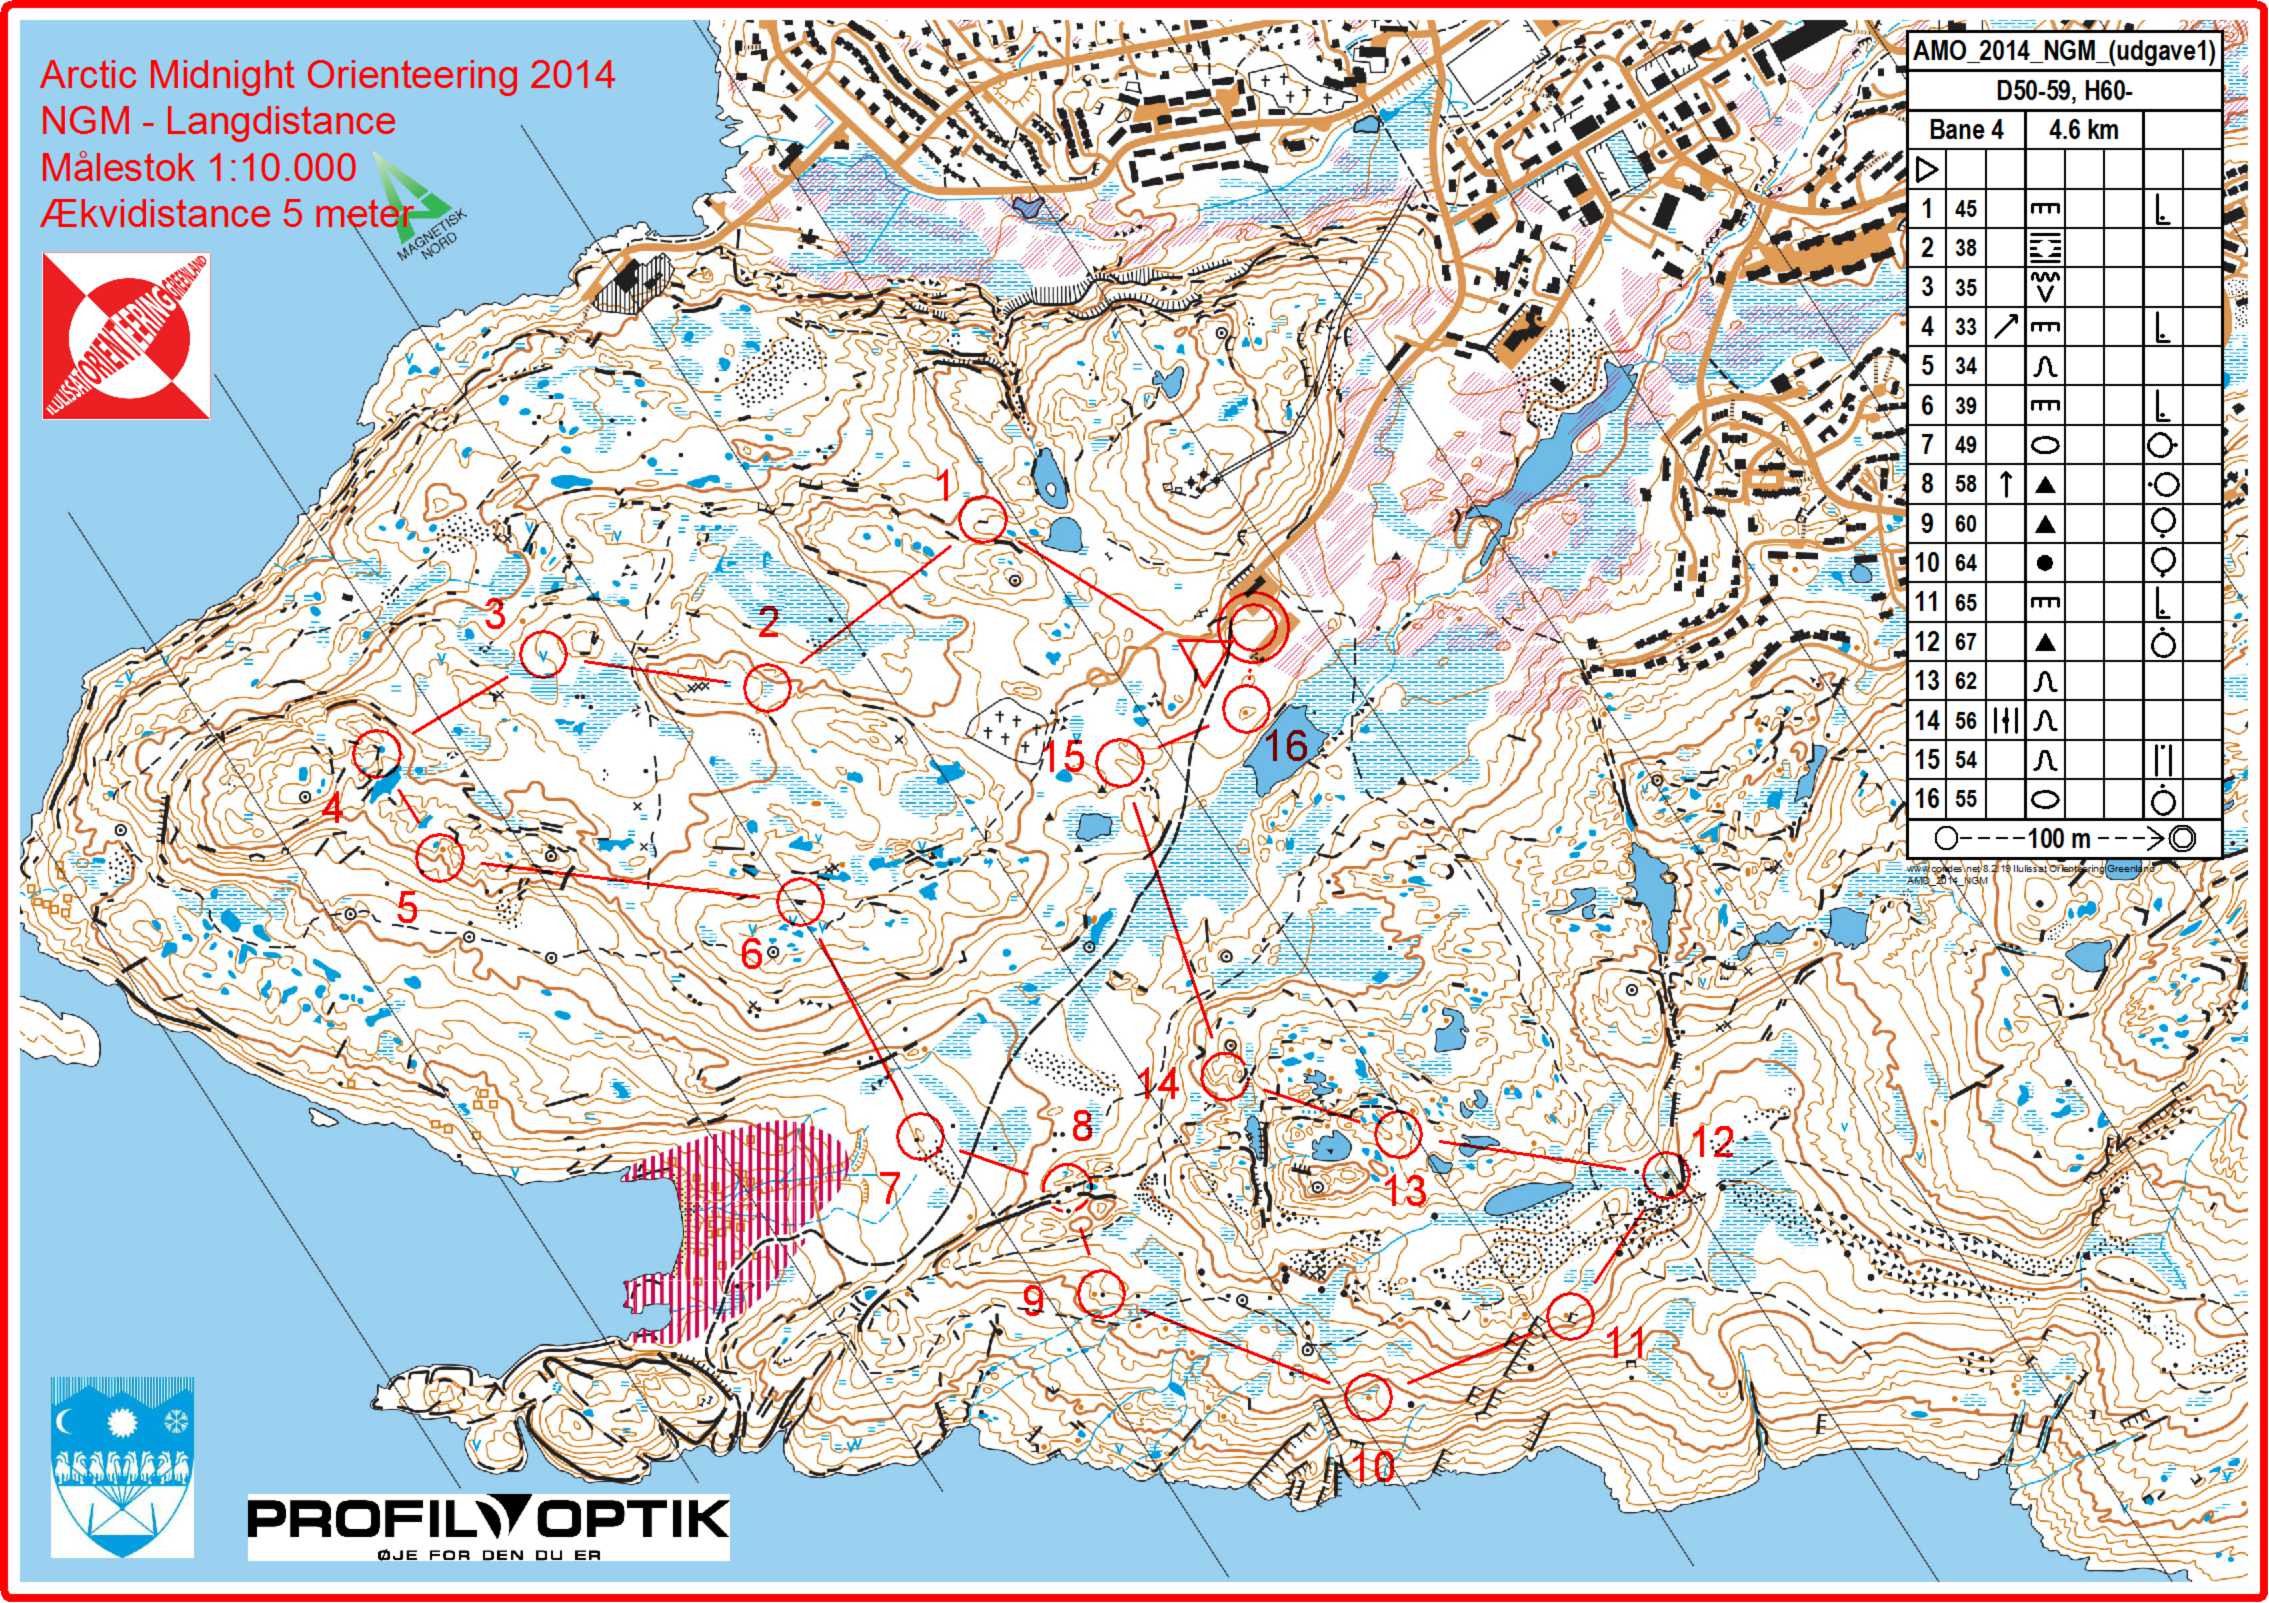 Arctic Midnight Orienteering 2014
NGM - Langdistance
Målestok 1:10.000
Ækvidistance 5 meter
MAGNETISK
NORD
ILULISSAT ORIENTEERING GREENLAND
AMO_2014_NGM_(udgave1)
D50-59, H60-
Bane 4 4.6 km
1 45
2 38
3 35
4 33
5 34
6 39
7 49
8 58
9 60
10 64
11 65
12 67
13 62
14 56
15 54
16 55
100 m
www.condes.net 8.2.19 Ilulissat Orienteering Greenland
AMO_2014_NGM
1
2
3
4
5
6
7
8
9
10
11
12
13
14
15
16
PROFIL OPTIK
ØJE FOR DEN DU ER